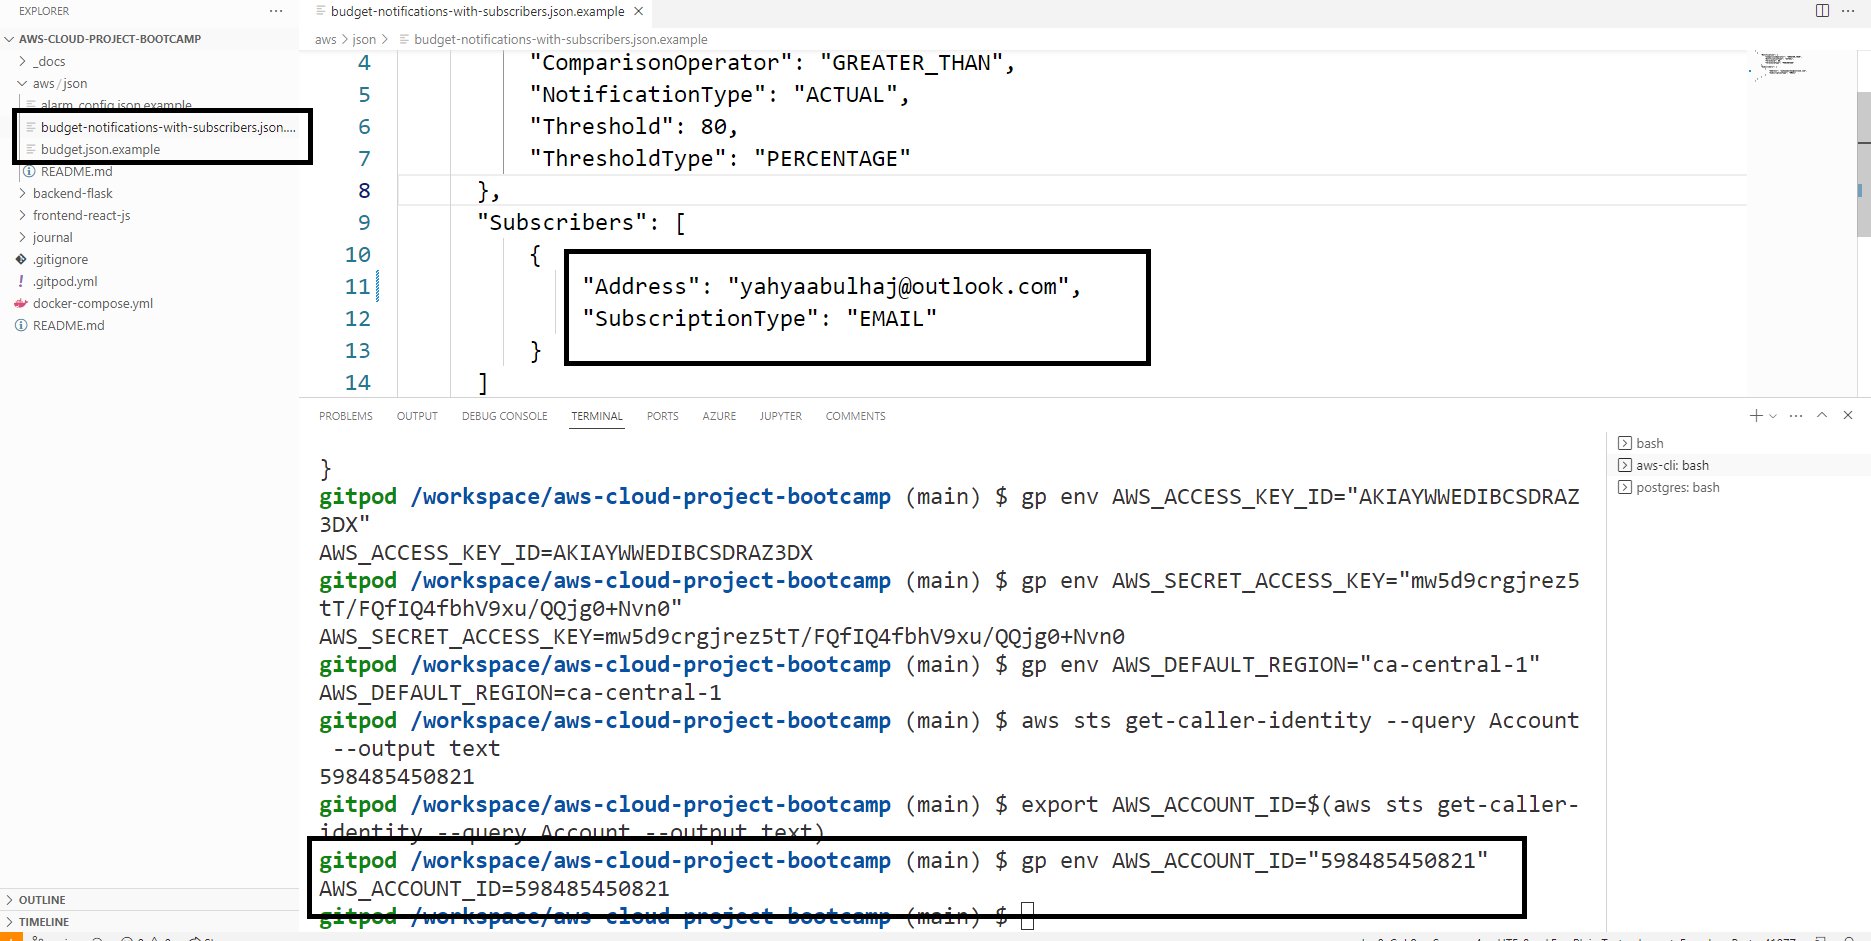 EXPLORER
budget-notifications-with-subscribers.json.example
AWS-CLOUD-PROJECT-BOOTCAMP
_docs
aws / json
alarm_config.json.example
budget-notifications-with-subscribers.json....
budget.json.example
README.md
backend-flask
frontend-react-js
journal
.gitignore
.gitpod.yml
docker-compose.yml
README.md
OUTLINE
TIMELINE
aws > json > budget-notifications-with-subscribers.json.example
4 "ComparisonOperator": "GREATER_THAN",
5 "NotificationType": "ACTUAL",
6 "Threshold": 80,
7 "ThresholdType": "PERCENTAGE"
8 },
9 "Subscribers": [
10 {
11 "Address": "yahyaabulhaj@outlook.com",
12 "SubscriptionType": "EMAIL"
13 }
14 ]
PROBLEMS OUTPUT DEBUG CONSOLE TERMINAL PORTS AZURE JUPYTER COMMENTS
}
gitpod /workspace/aws-cloud-project-bootcamp (main) $ gp env AWS_ACCESS_KEY_ID="AKIAYWWEDIBCSDRAZ
3DX"
AWS_ACCESS_KEY_ID=AKIAYWWEDIBCSDRAZ3DX
gitpod /workspace/aws-cloud-project-bootcamp (main) $ gp env AWS_SECRET_ACCESS_KEY="mw5d9crgjrez5
tT/FQfIQ4fbhV9xu/QQjg0+Nvn0"
AWS_SECRET_ACCESS_KEY=mw5d9crgjrez5tT/FQfIQ4fbhV9xu/QQjg0+Nvn0
gitpod /workspace/aws-cloud-project-bootcamp (main) $ gp env AWS_DEFAULT_REGION="ca-central-1"
AWS_DEFAULT_REGION=ca-central-1
gitpod /workspace/aws-cloud-project-bootcamp (main) $ aws sts get-caller-identity --query Account
--output text
598485450821
gitpod /workspace/aws-cloud-project-bootcamp (main) $ export AWS_ACCOUNT_ID=$(aws sts get-caller-
identity --query Account --output text)
gitpod /workspace/aws-cloud-project-bootcamp (main) $ gp env AWS_ACCOUNT_ID="598485450821"
AWS_ACCOUNT_ID=598485450821
gitpod /workspace/aws-cloud-project-bootcamp (main) $
bash
aws-cli: bash
postgres: bash